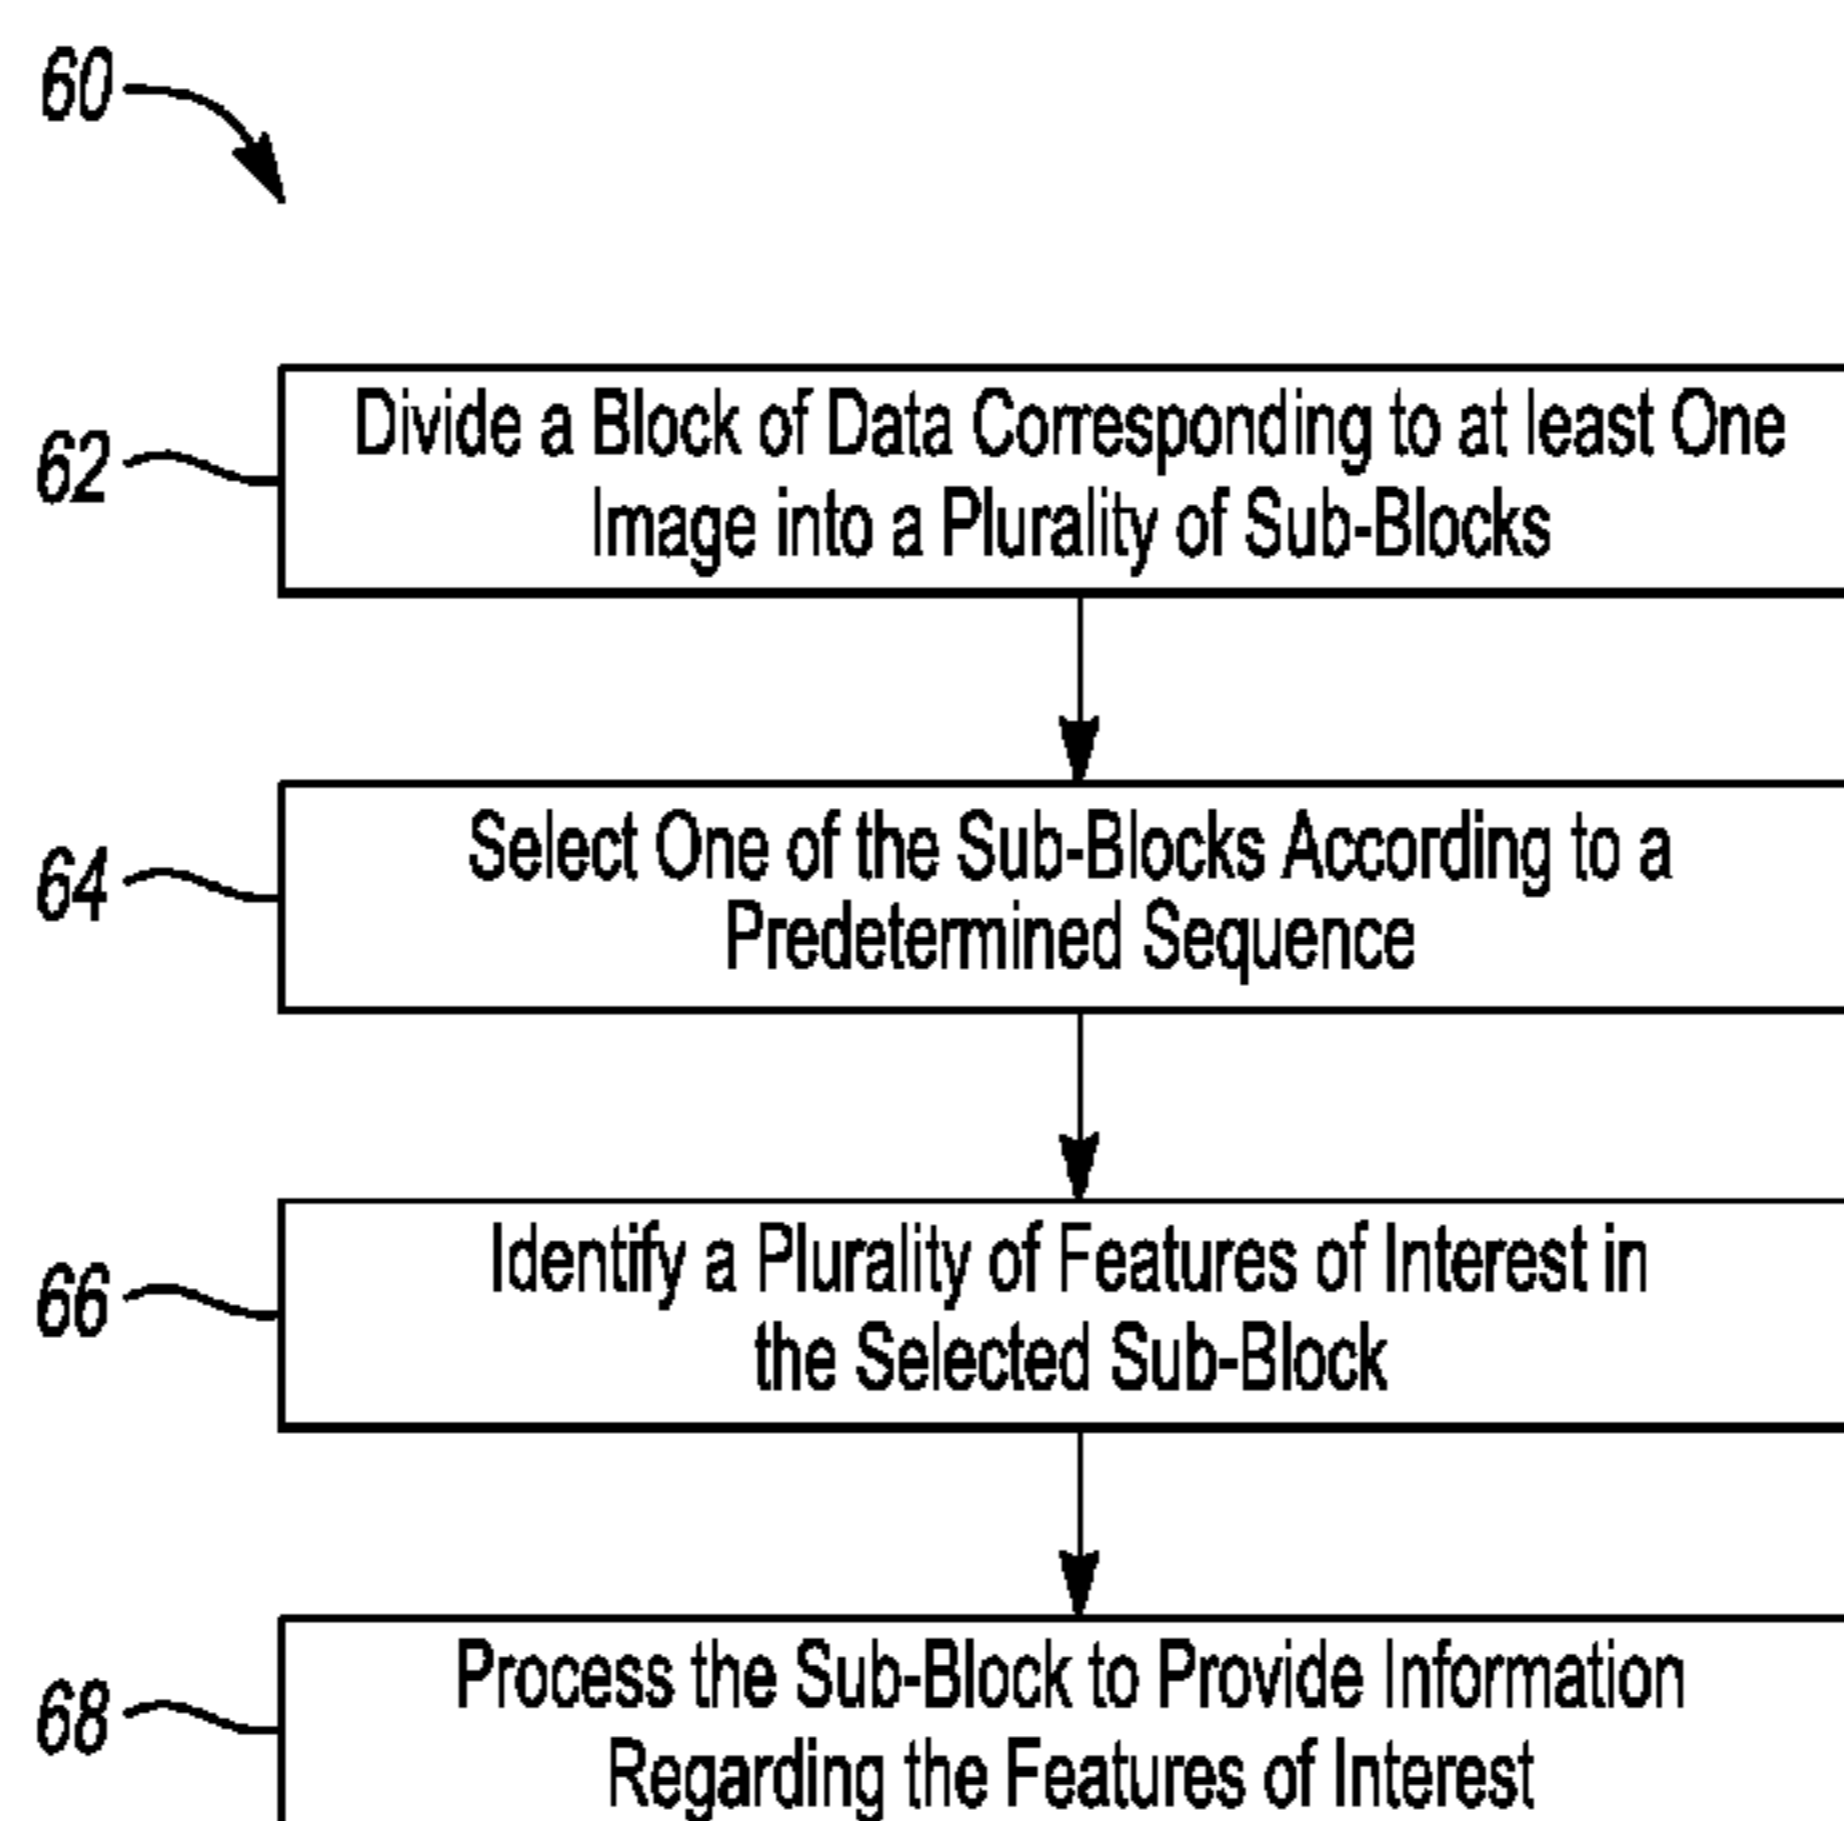 60
62
Divide a Block of Data Corresponding to at least One
Image into a Plurality of Sub-Blocks
64
Select One of the Sub-Blocks According to a
Predetermined Sequence
66
Identify a Plurality of Features of Interest in
the Selected Sub-Block
68
Process the Sub-Block to Provide Information
Regarding the Features of Interest